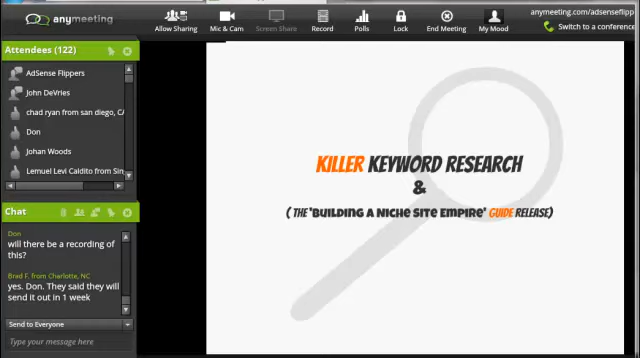 anymeeting
Allow Sharing
Mic & Cam
Screen Share
Record
Polls
Lock
End Meeting
My Mood
anymeeting.com/adsenseflipp
Switch to a conference
Attendees (122)
AdSense Flippers
John DeVries
chad ryan from san diego, CA
Don
Johan Woods
Lemuel Levi Caldito from Sin
Chat
Don
will there be a recording of
this?
Brad F. from Charlotte, NC
yes. Don. They said they will
send it out in 1 week
Send to Everyone
Type your message here
KILLER KEYWORD RESEARCH
&
( THE "BUILDING A NICHE SITE EMPIRE" GUIDE RELEASE)